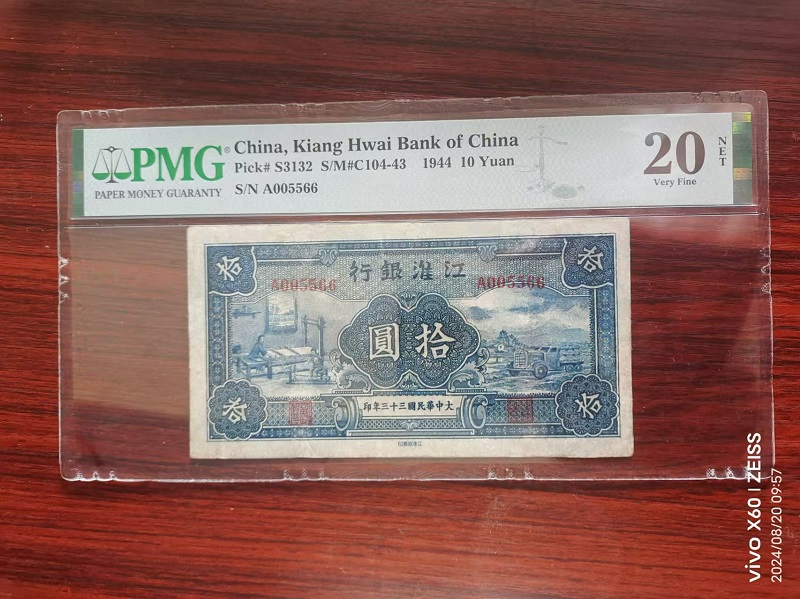 PMG®
PAPER MONEY GUARANTY
China, Kiang Hwai Bank of China
Pick# S3132 S/M#C104-43 1944 10 Yuan
S/N A005566
20
NET
Very Fine
拾
行銀淮江
拾
A005566
A005566
圓拾
印年三十三國民華中大
拾
拾
vivo X60 | ZEISS
2024/08/20 09:57